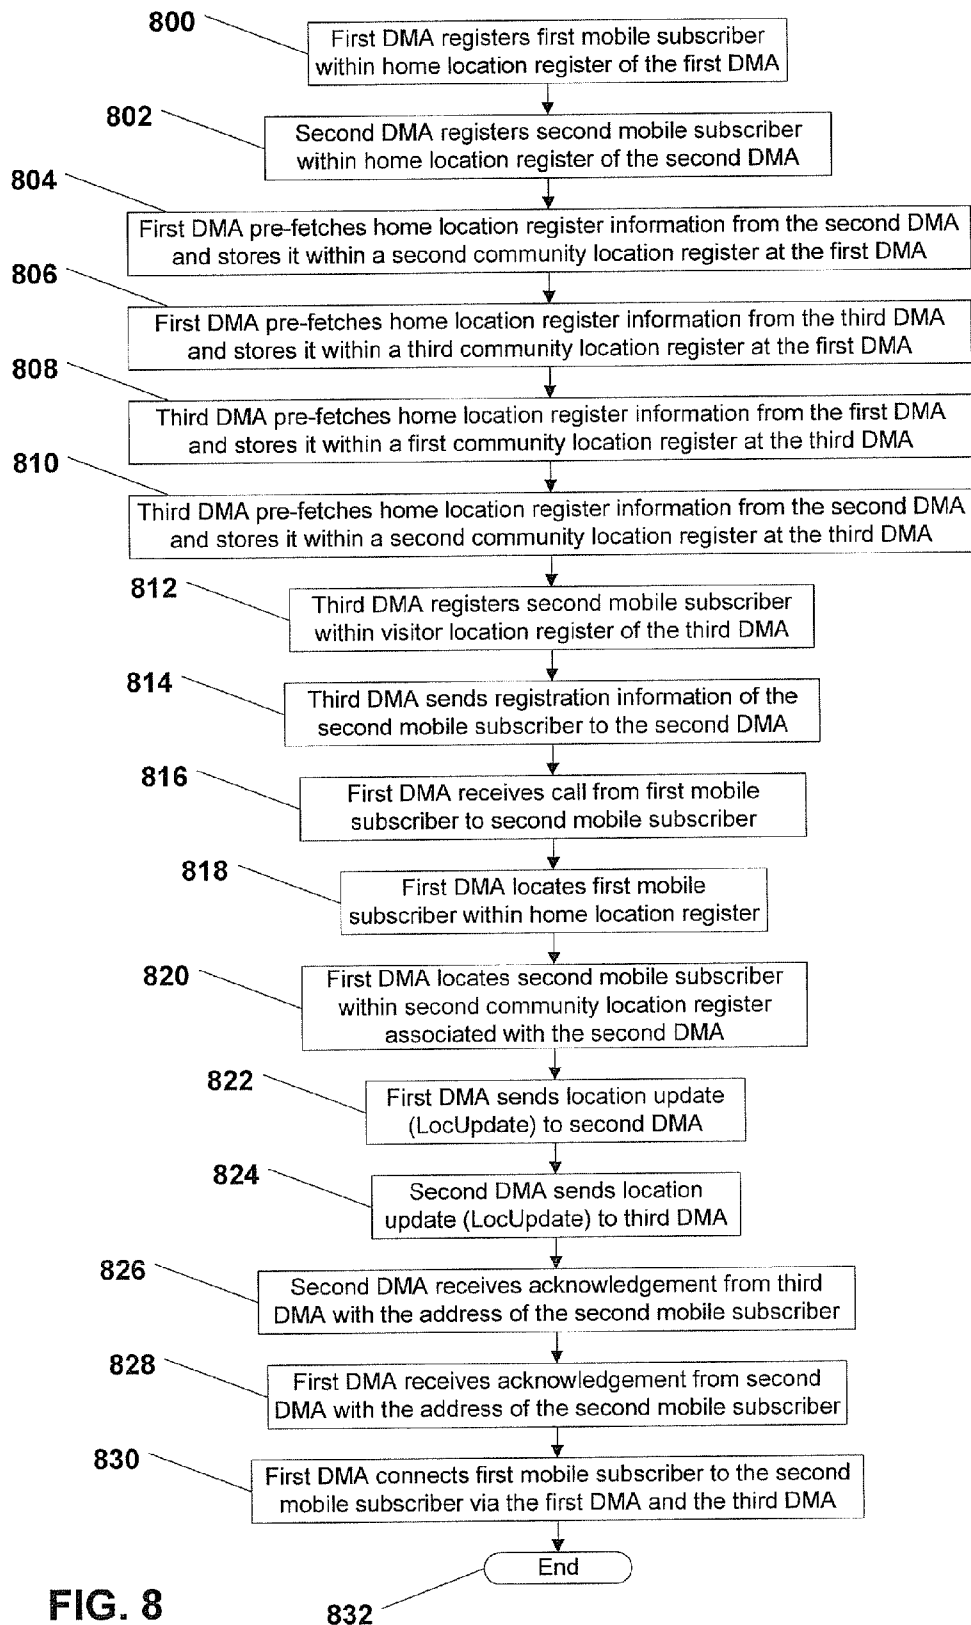 800
First DMA registers first mobile subscriber
within home location register of the first DMA
802
Second DMA registers second mobile subscriber
within home location register of the second DMA
804
First DMA pre-fetches home location register information from the second DMA
and stores it within a second community location register at the first DMA
806
First DMA pre-fetches home location register information from the third DMA
and stores it within a third community location register at the first DMA
808
Third DMA pre-fetches home location register information from the first DMA
and stores it within a first community location register at the third DMA
810
Third DMA pre-fetches home location register information from the second DMA
and stores it within a second community location register at the third DMA
812
Third DMA registers second mobile subscriber
within visitor location register of the third DMA
814
Third DMA sends registration information of the
second mobile subscriber to the second DMA
816
First DMA receives call from first mobile
subscriber to second mobile subscriber
818
First DMA locates first mobile
subscriber within home location register
820
First DMA locates second mobile subscriber
within second community location register
associated with the second DMA
822
First DMA sends location update
(LocUpdate) to second DMA
824
Second DMA sends location
update (LocUpdate) to third DMA
826
Second DMA receives acknowledgement from third
DMA with the address of the second mobile subscriber
828
First DMA receives acknowledgement from second
DMA with the address of the second mobile subscriber
830
First DMA connects first mobile subscriber to the second
mobile subscriber via the first DMA and the third DMA
End
832
FIG. 8